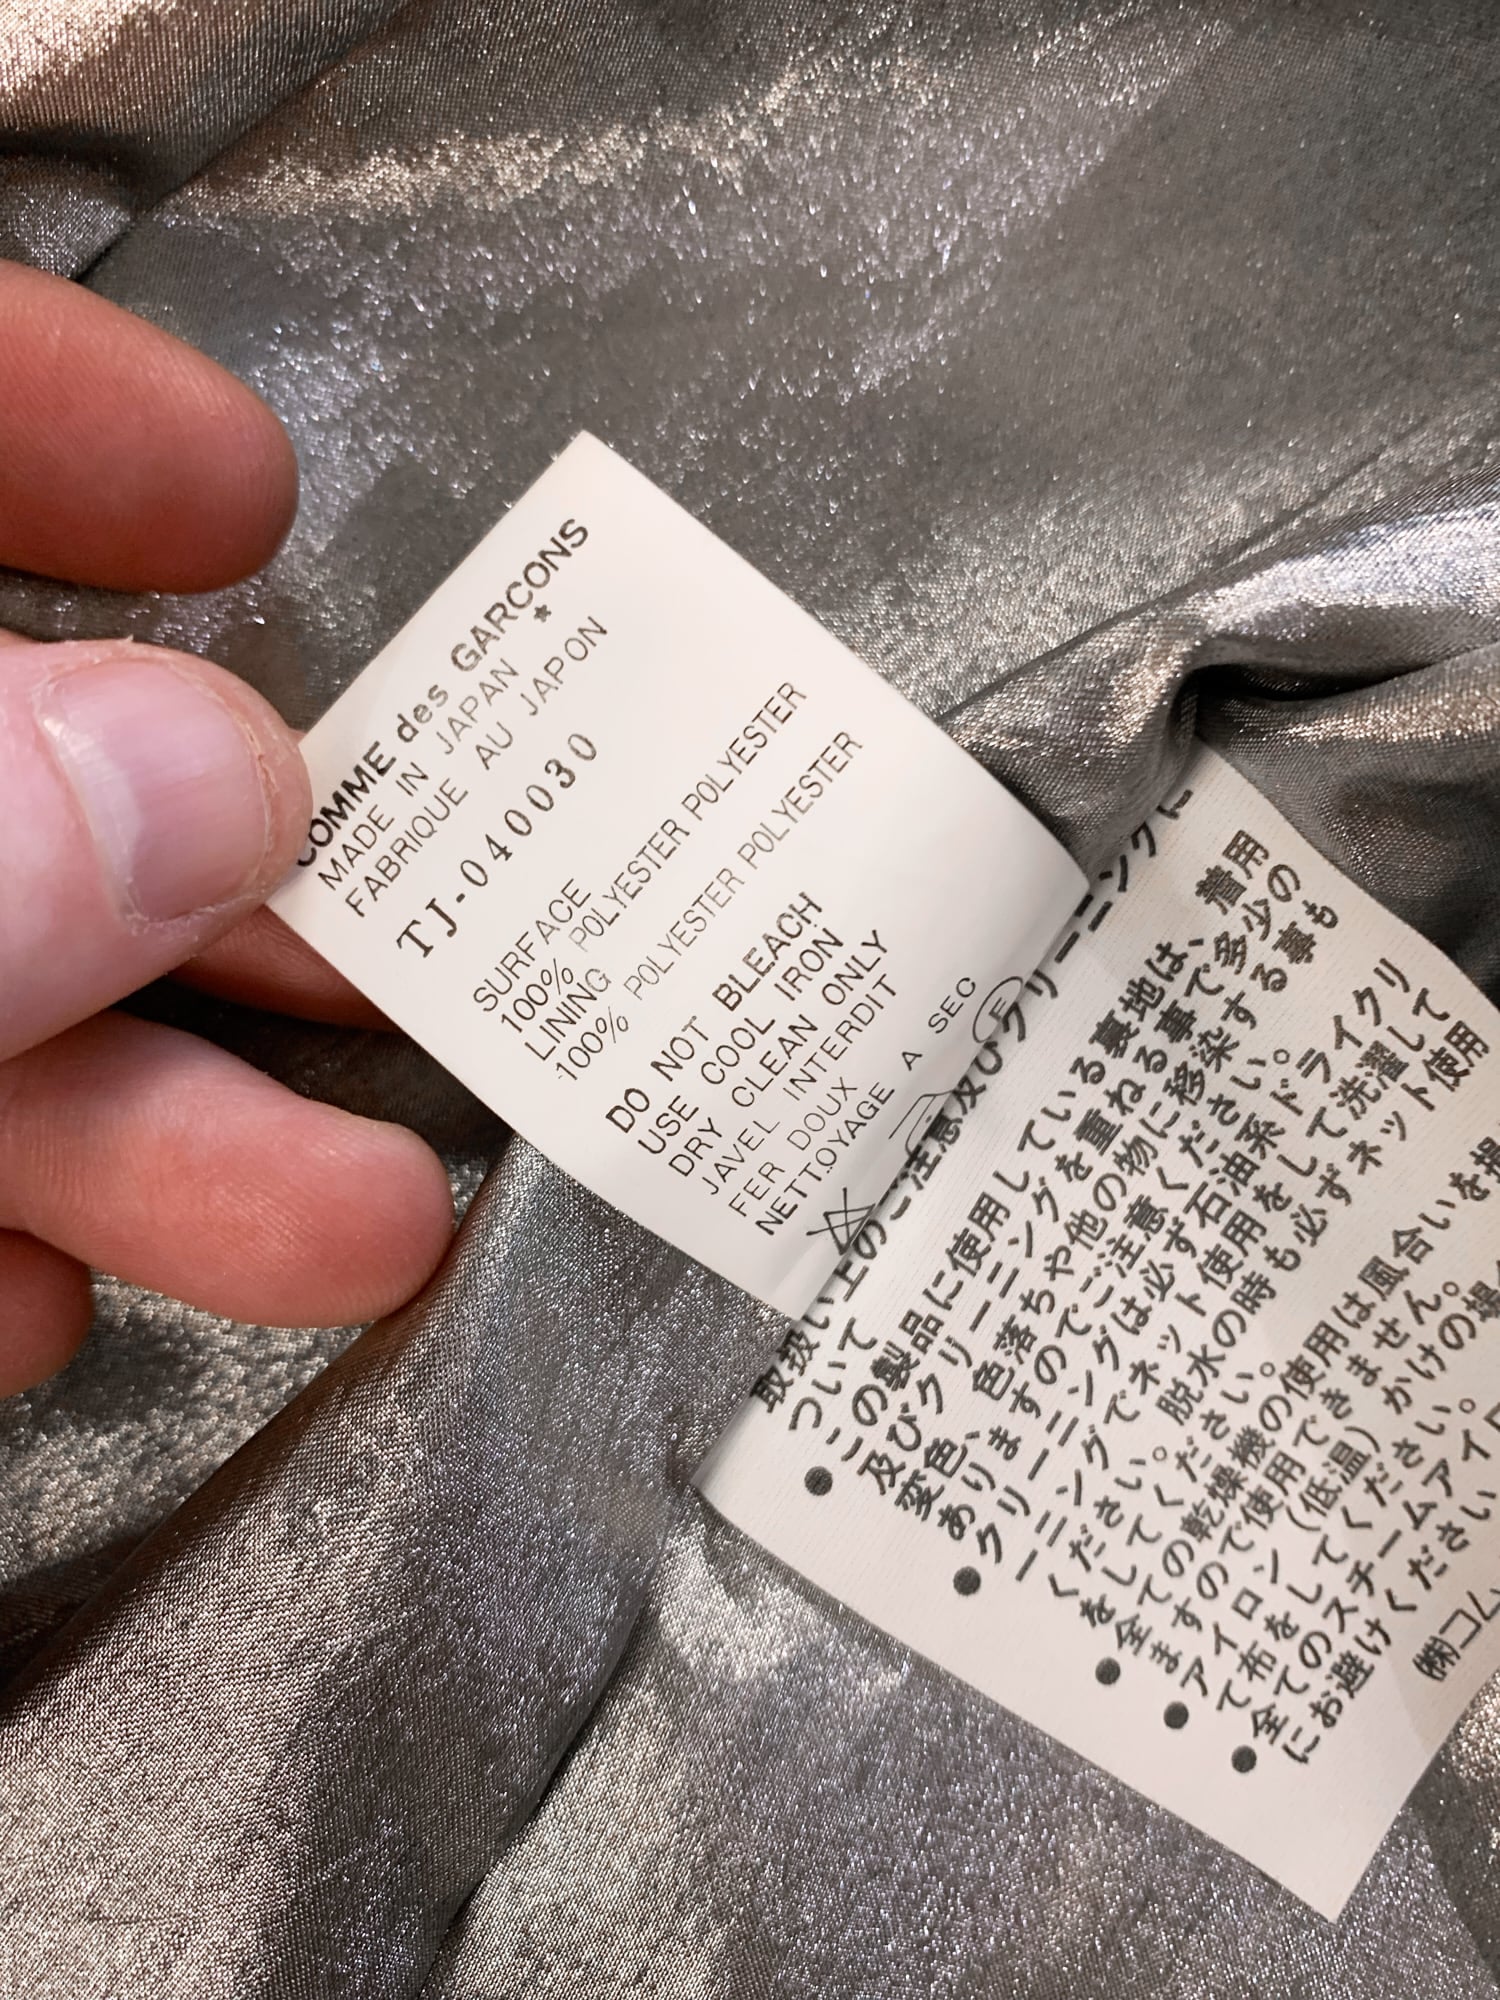 COMME des GARCONS
*
MADE IN JAPAN
FABRIQUE AU JAPON
TJ-040030
SURFACE
100% POLYESTER POLYESTER
LINING
100% POLYESTER POLYESTER
DO NOT BLEACH
USE COOL IRON
DRY CLEAN ONLY
JAVEL INTERDIT
FER DOUX
NETTOYAGE A SEC
取扱い上のご注意及びクリーニングに
ついて
●この製品に使用している裏地は、着用
及びクリーニングを重ねる事で多少の
変色、色落ちや他の物に移染する事も
ありますのでご注意ください。
●クリーニングは必ず石油系ドライクリ
ーニングでネット使用をして洗濯して
ください。脱水の時も必ずネット使用
をしてください。
●全ての乾燥機の使用は風合いを損
ますので使用できません。
●アイロン(低温)かけの場
て布をしてください。
●全てのスチームアイロ
にお避けください
㈱コム